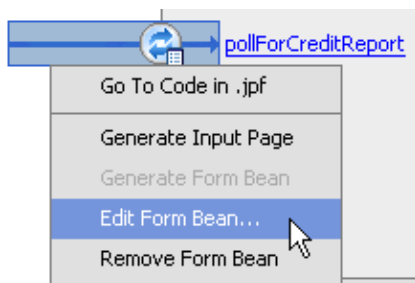 pollForCreditReport
Go To Code in .jpf
Generate Input Page
Generate Form Bean
Edit Form Bean...
Remove Form Bean